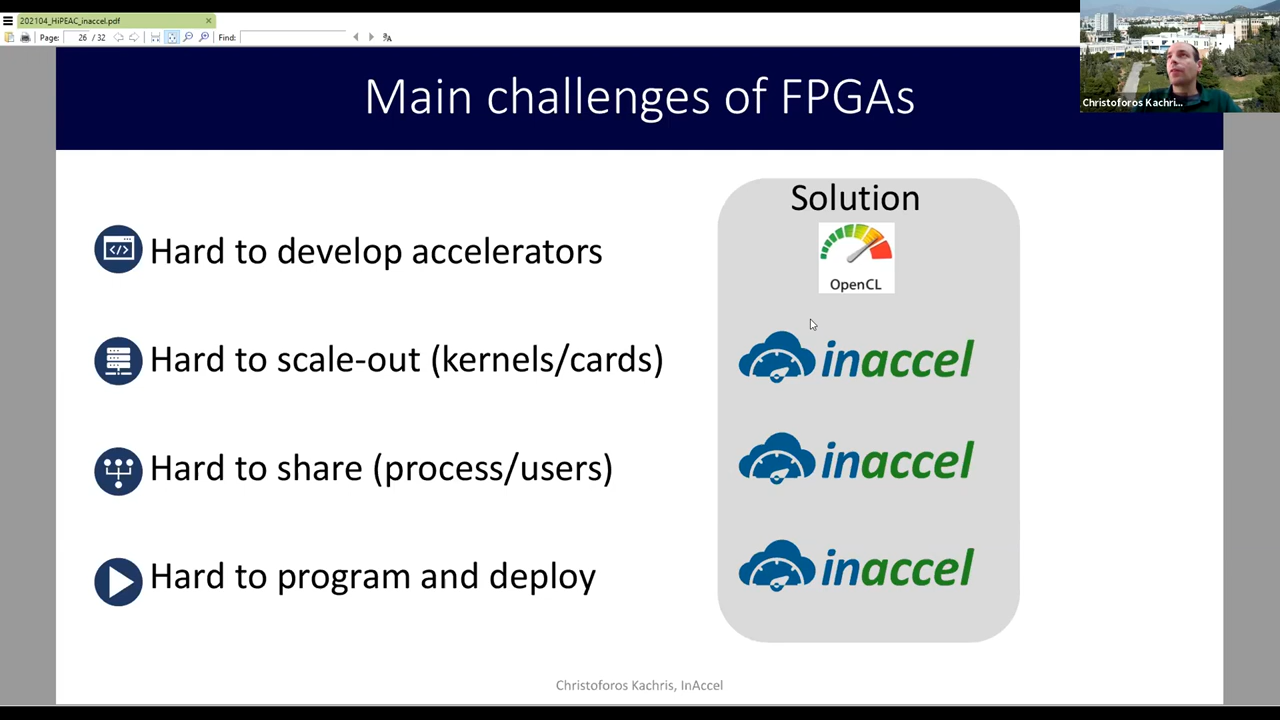 202104_HiPEAC_inaccel.pdf
Page: 26 / 32 Find:
Main challenges of FPGAs
Christoforos Kachri...
Solution
Hard to develop accelerators
OpenCL
Hard to scale-out (kernels/cards)
inaccel
Hard to share (process/users)
inaccel
Hard to program and deploy
inaccel
Christoforos Kachris, InAccel